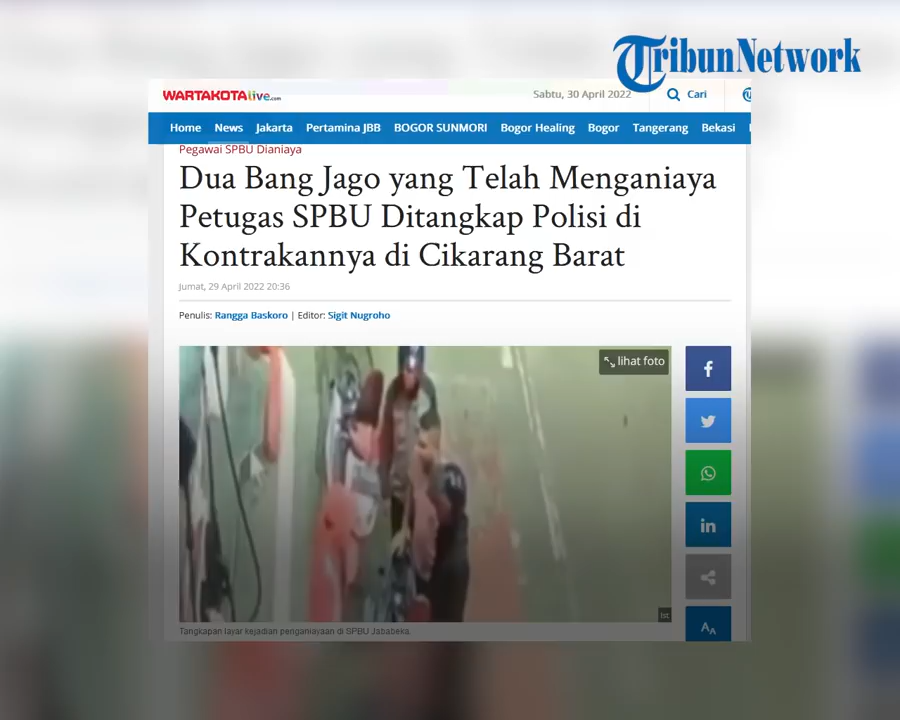 TribunNetwork
WARTAKOTAlive.com
Sabtu, 30 April 2022
Cari
Home News Jakarta Pertamina JBB BOGOR SUNMORI Bogor Healing Bogor Tangerang Bekasi
Pegawai SPBU Dianiaya
Dua Bang Jago yang Telah Menganiaya
Petugas SPBU Ditangkap Polisi di
Kontrakannya di Cikarang Barat
Jumat, 29 April 2022 20:36
Penulis: Rangga Baskoro | Editor: Sigit Nugroho
lihat foto
Ist
Tangkapan layar kejadian penganiayaan di SPBU Jababeka.
AA